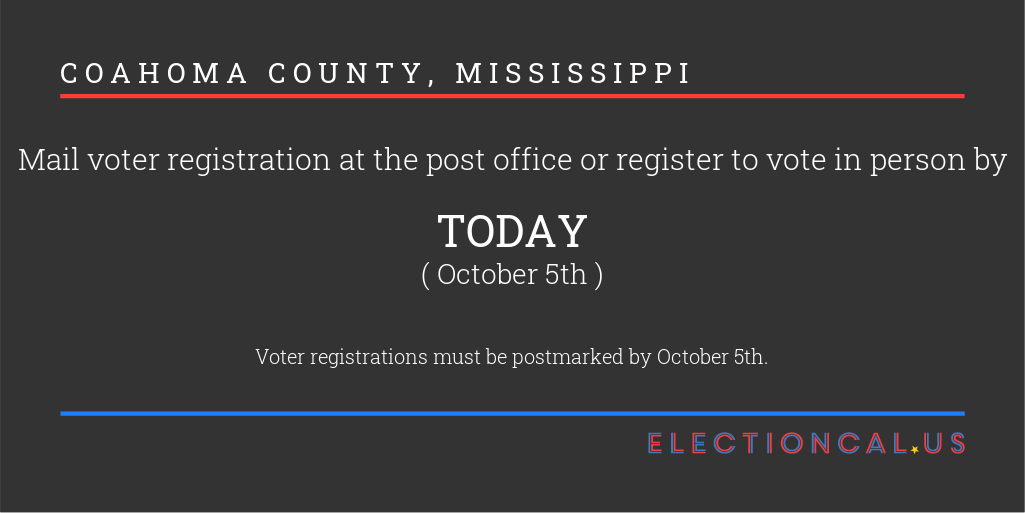 COAHOMA COUNTY, MISSISSIPPI
Mail voter registration at the post office or register to vote in person by
TODAY
( October 5th )
Voter registrations must be postmarked by October 5th.
ELECTIONCAL.US